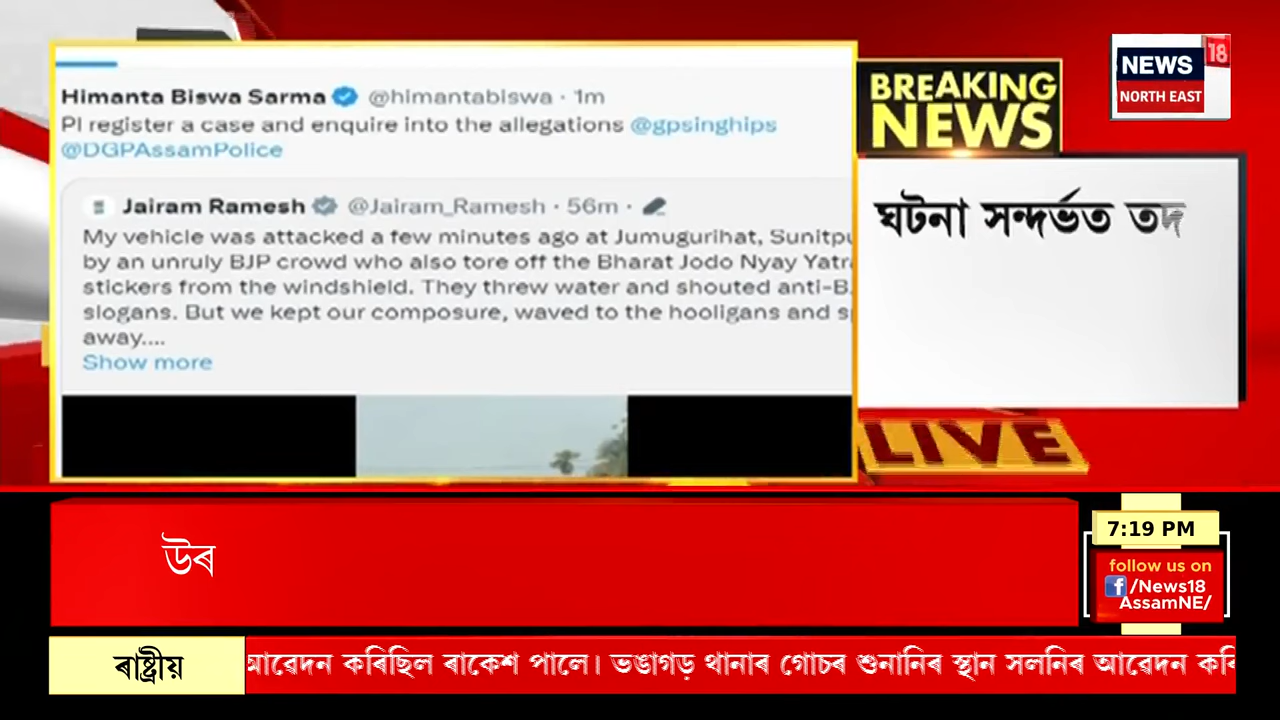 Himanta Biswa Sarma @himantabiswa · 1m
Pl register a case and enquire into the allegations @gpsinghips
@DGPAssamPolice
Jairam Ramesh @Jairam_Ramesh · 56m ·
My vehicle was attacked a few minutes ago at Jumugurihat, Sunitpu
by an unruly BJP crowd who also tore off the Bharat Jodo Nyay Yatra
stickers from the windshield. They threw water and shouted anti-B
slogans. But we kept our composure, waved to the hooligans and sp
away....
Show more
BREAKING
NEWS
NEWS 18
NORTH EAST
ঘটনা সন্দৰ্ভত তদ
LIVE
উৰ
7:19 PM
follow us on
/News18
AssamNE/
ৰাষ্ট্ৰীয়
আৱেদন কৰিছিল ৰাকেশ পালে। ভঙাগড় থানাৰ গোচৰ শুনানিৰ স্থান সলনিৰ আৱেদন কৰি